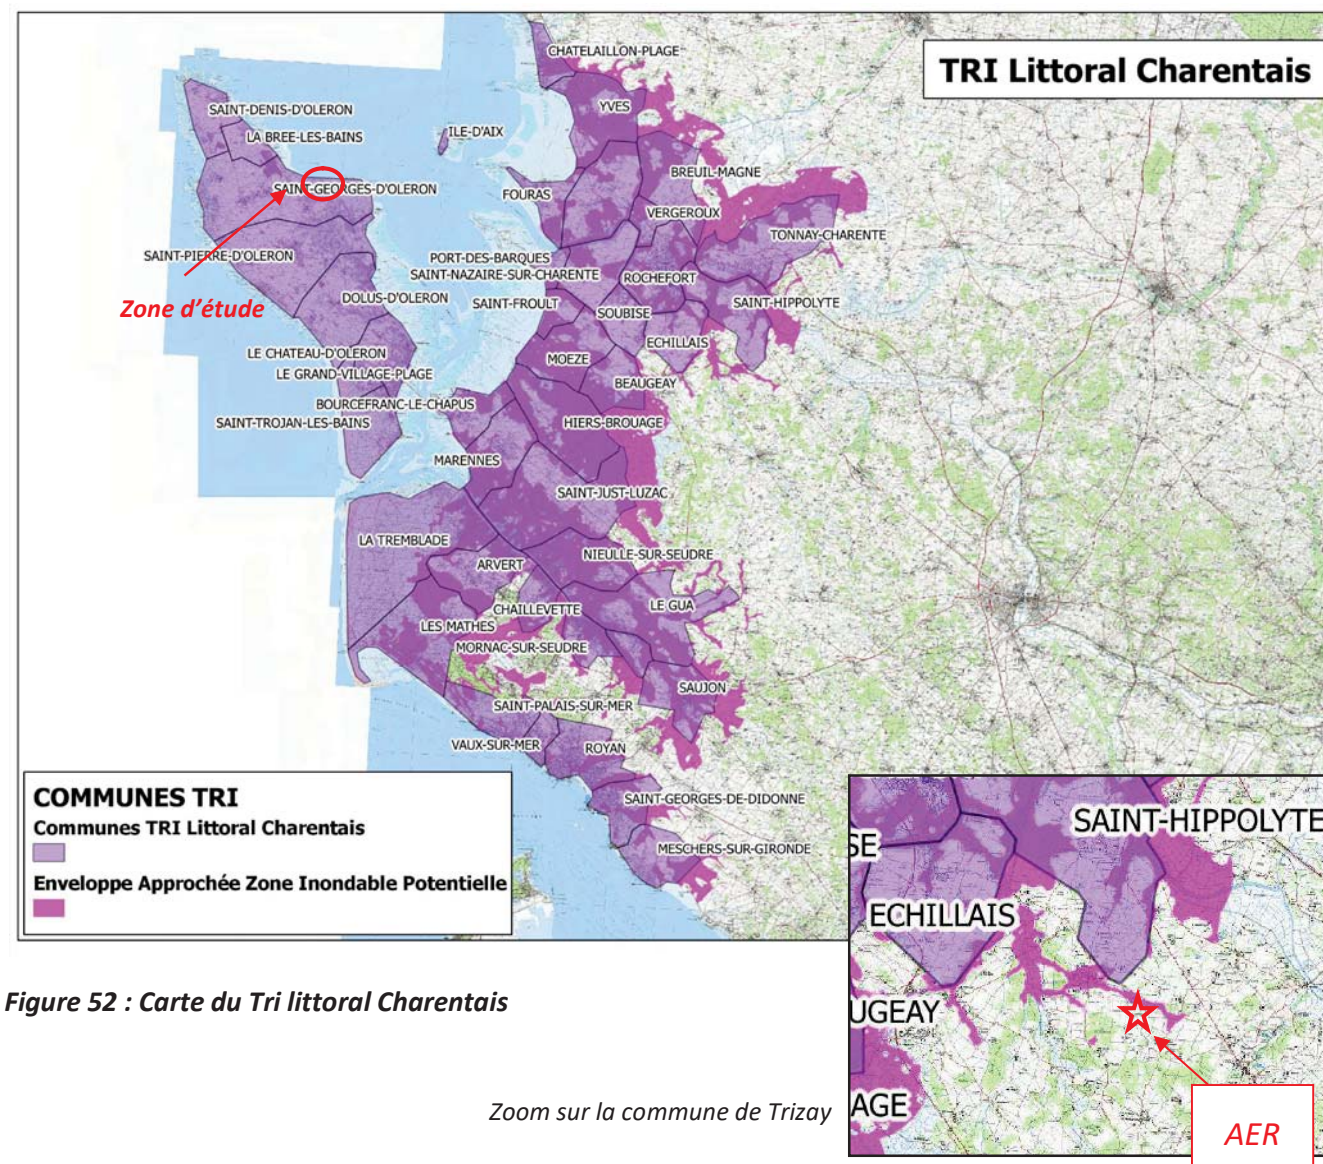 TRI Littoral Charentais
CHATELAILLON-PLAGE
YVES
SAINT-DENIS-D'OLERON
LA BREE-LES-BAINS
ILE-D'AIX
BREUIL-MAGNE
SAINT-GEORGES-D'OLERON
FOURAS
VERGEROUX
TONNAY-CHARENTE
SAINT-PIERRE-D'OLERON
PORT-DES-BARQUES
SAINT-NAZAIRE-SUR-CHARENTE
ROCHEFORT
Zone d'étude
DOLUS-D'OLERON
SAINT-FROULT
SOUBISE
SAINT-HIPPOLYTE
ECHILLAIS
LE CHATEAU-D'OLERON
MOEZE
LE GRAND-VILLAGE-PLAGE
BEAUGEAY
BOURCEFRANC-LE-CHAPUS
SAINT-TROJAN-LES-BAINS
HIERS-BROUAGE
MARENNES
SAINT-JUST-LUZAC
LA TREMBLADE
NIEULLE-SUR-SEUDRE
ARVERT
CHAILLEVETTE
LE GUA
LES MATHES
MORNAC-SUR-SEUDRE
SAUJON
SAINT-PALAIS-SUR-MER
VAUX-SUR-MER
ROYAN
SAINT-GEORGES-DE-DIDONNE
MESCHERS-SUR-GIRONDE
COMMUNES TRI
Communes TRI Littoral Charentais
Enveloppe Approchée Zone Inondable Potentielle
SAINT-HIPPOLYTE
SE
ECHILLAIS
UGEAY
AGE
AER
Figure 52 : Carte du Tri littoral Charentais
Zoom sur la commune de Trizay